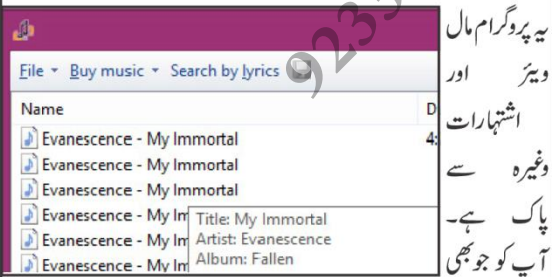 File Buy music Search by lyrics
Name D
Evanescence - My Immortal 4:
Evanescence - My Immortal
Evanescence - My Immortal
Evanescence - My Im
Evanescence - My Im
Evanescence - My Im
Title: My Immortal
Artist: Evanescence
Album: Fallen
یہ پروگرام مال
ویئر اور
اشتہارات
وغیرہ سے
پاک ہے۔
آپ کو جو بھی
923